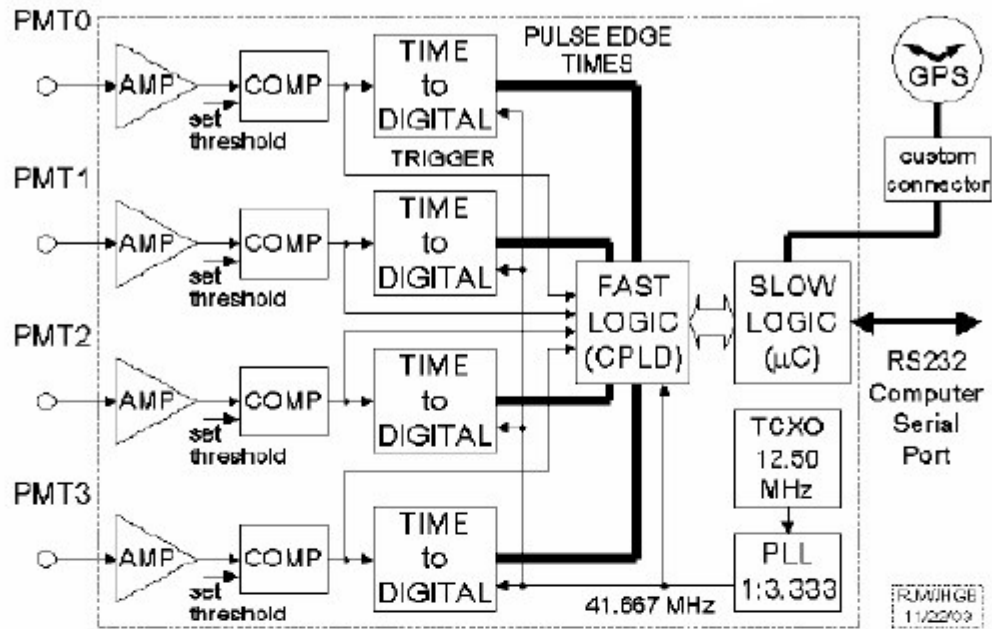 PMT0
AMP
set
threshold
COMP
TIME
to
DIGITAL
PULSE EDGE
TIMES
TRIGGER
GPS
custom
connector
PMT1
AMP
set
threshold
COMP
TIME
to
DIGITAL
FAST
LOGIC
(CPLD)
SLOW
LOGIC
(μC)
RS232
Computer
Serial
Port
PMT2
AMP
set
threshold
COMP
TIME
to
DIGITAL
TCXO
12.50
MHz
PMT3
AMP
set
threshold
COMP
TIME
to
DIGITAL
41.667 MHz
PLL
1:3.333
11/22/03